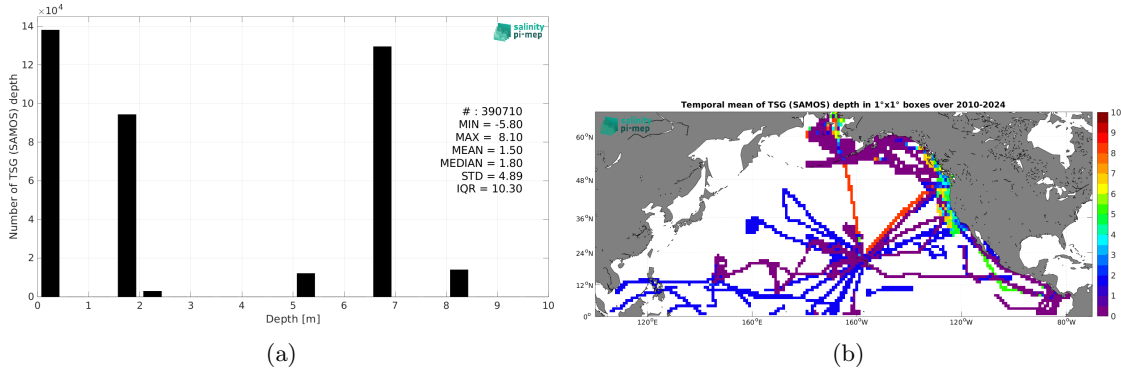 ×10⁴
14
12
10
8
6
4
2
0
Number of TSG (SAMOS) depth
0 1 2 3 4 5 6 7 8 9 10
Depth [m]
salinity
pi-mep
# : 390710
MIN = -5.80
MAX = 8.10
MEAN = 1.50
MEDIAN = 1.80
STD = 4.89
IQR = 10.30
(a)
Temporal mean of TSG (SAMOS) depth in 1°x1° boxes over 2010-2024
salinity
pi-mep
60°N
48°N
36°N
24°N
12°N
0°
120°E 160°E 160°W 120°W 80°W
10
9
8
7
6
5
4
3
2
1
0
(b)